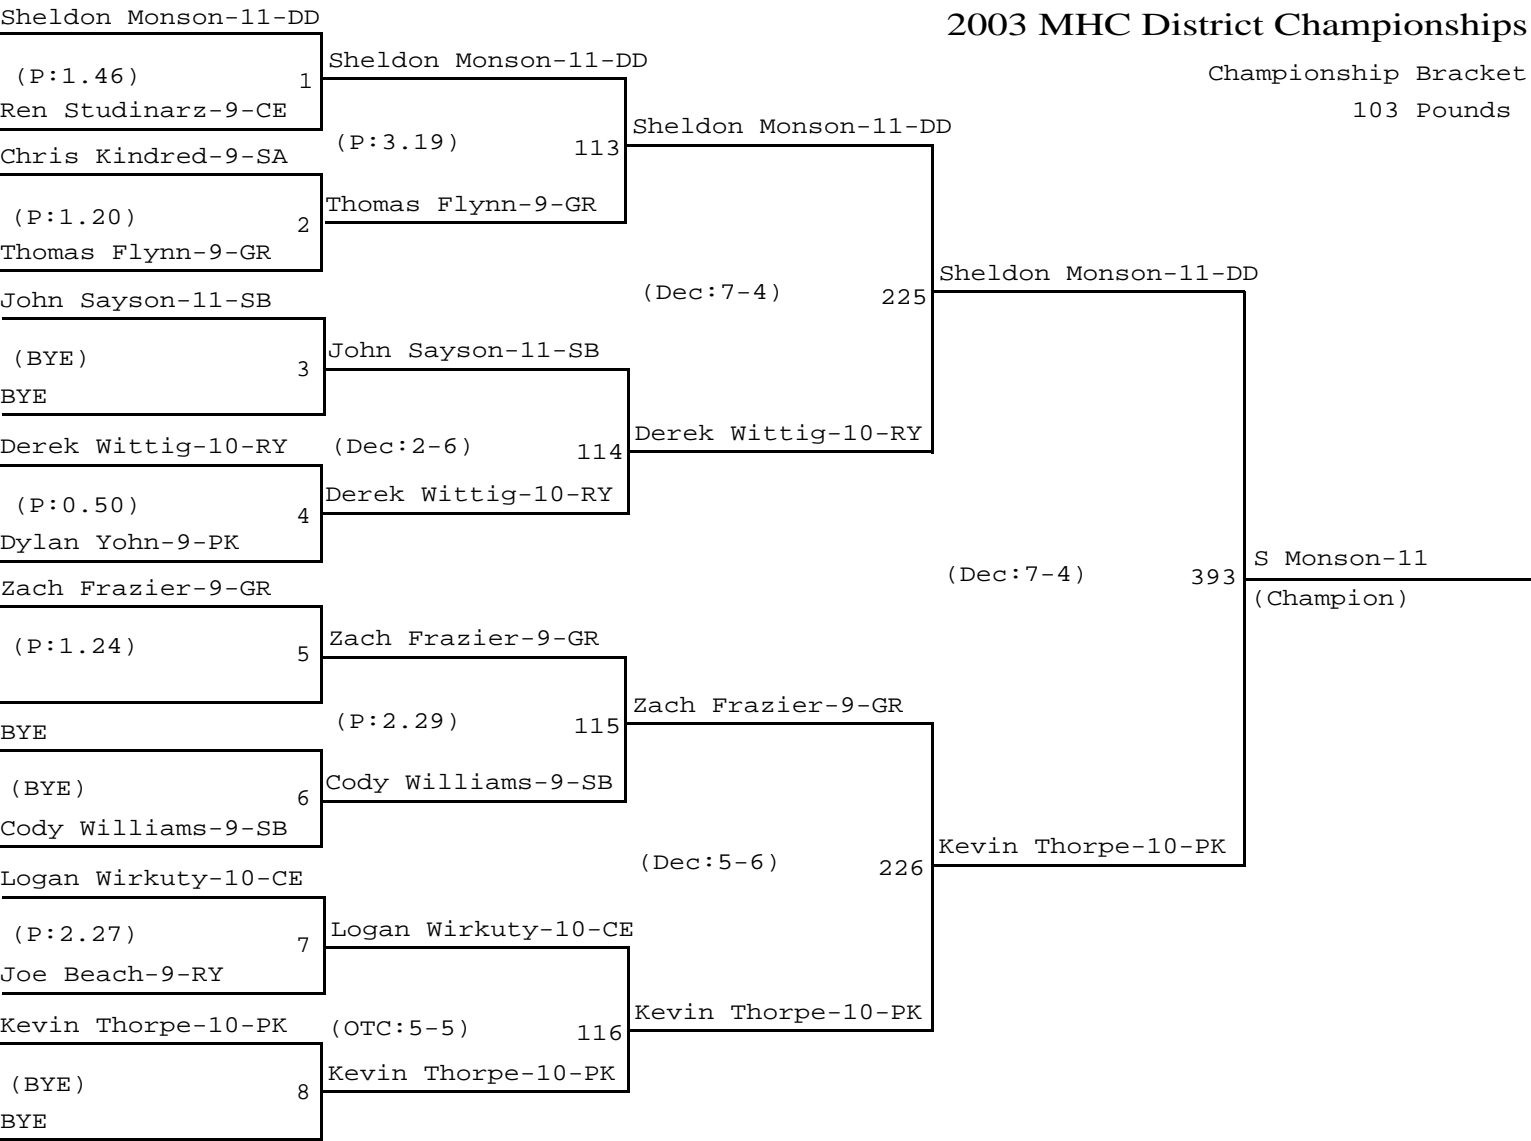 2003 MHC District Championships
Championship Bracket
103 Pounds
Sheldon Monson-11-DD
(P:1.46)
1
Ren Studinarz-9-CE
Chris Kindred-9-SA
(P:1.20)
2
Thomas Flynn-9-GR
John Sayson-11-SB
(BYE)
3
BYE
Derek Wittig-10-RY
(P:0.50)
4
Dylan Yohn-9-PK
Zach Frazier-9-GR
(P:1.24)
5
BYE
(BYE)
6
Cody Williams-9-SB
Logan Wirkuty-10-CE
(P:2.27)
7
Joe Beach-9-RY
Kevin Thorpe-10-PK
(BYE)
8
BYE
Sheldon Monson-11-DD
(P:3.19)
113
Thomas Flynn-9-GR
John Sayson-11-SB
(Dec:2-6)
114
Derek Wittig-10-RY
Zach Frazier-9-GR
(P:2.29)
115
Cody Williams-9-SB
Logan Wirkuty-10-CE
(OTC:5-5)
116
Kevin Thorpe-10-PK
Sheldon Monson-11-DD
(Dec:7-4)
225
Derek Wittig-10-RY
Zach Frazier-9-GR
(Dec:5-6)
226
Kevin Thorpe-10-PK
Sheldon Monson-11-DD
(Dec:7-4)
393
Kevin Thorpe-10-PK
S Monson-11
(Champion)